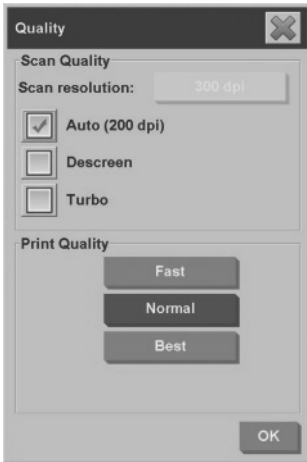 Quality
Scan Quality
Scan resolution: 300 dpi
Auto (200 dpi)
Descreen
Turbo
Print Quality
Fast
Normal
Best
OK